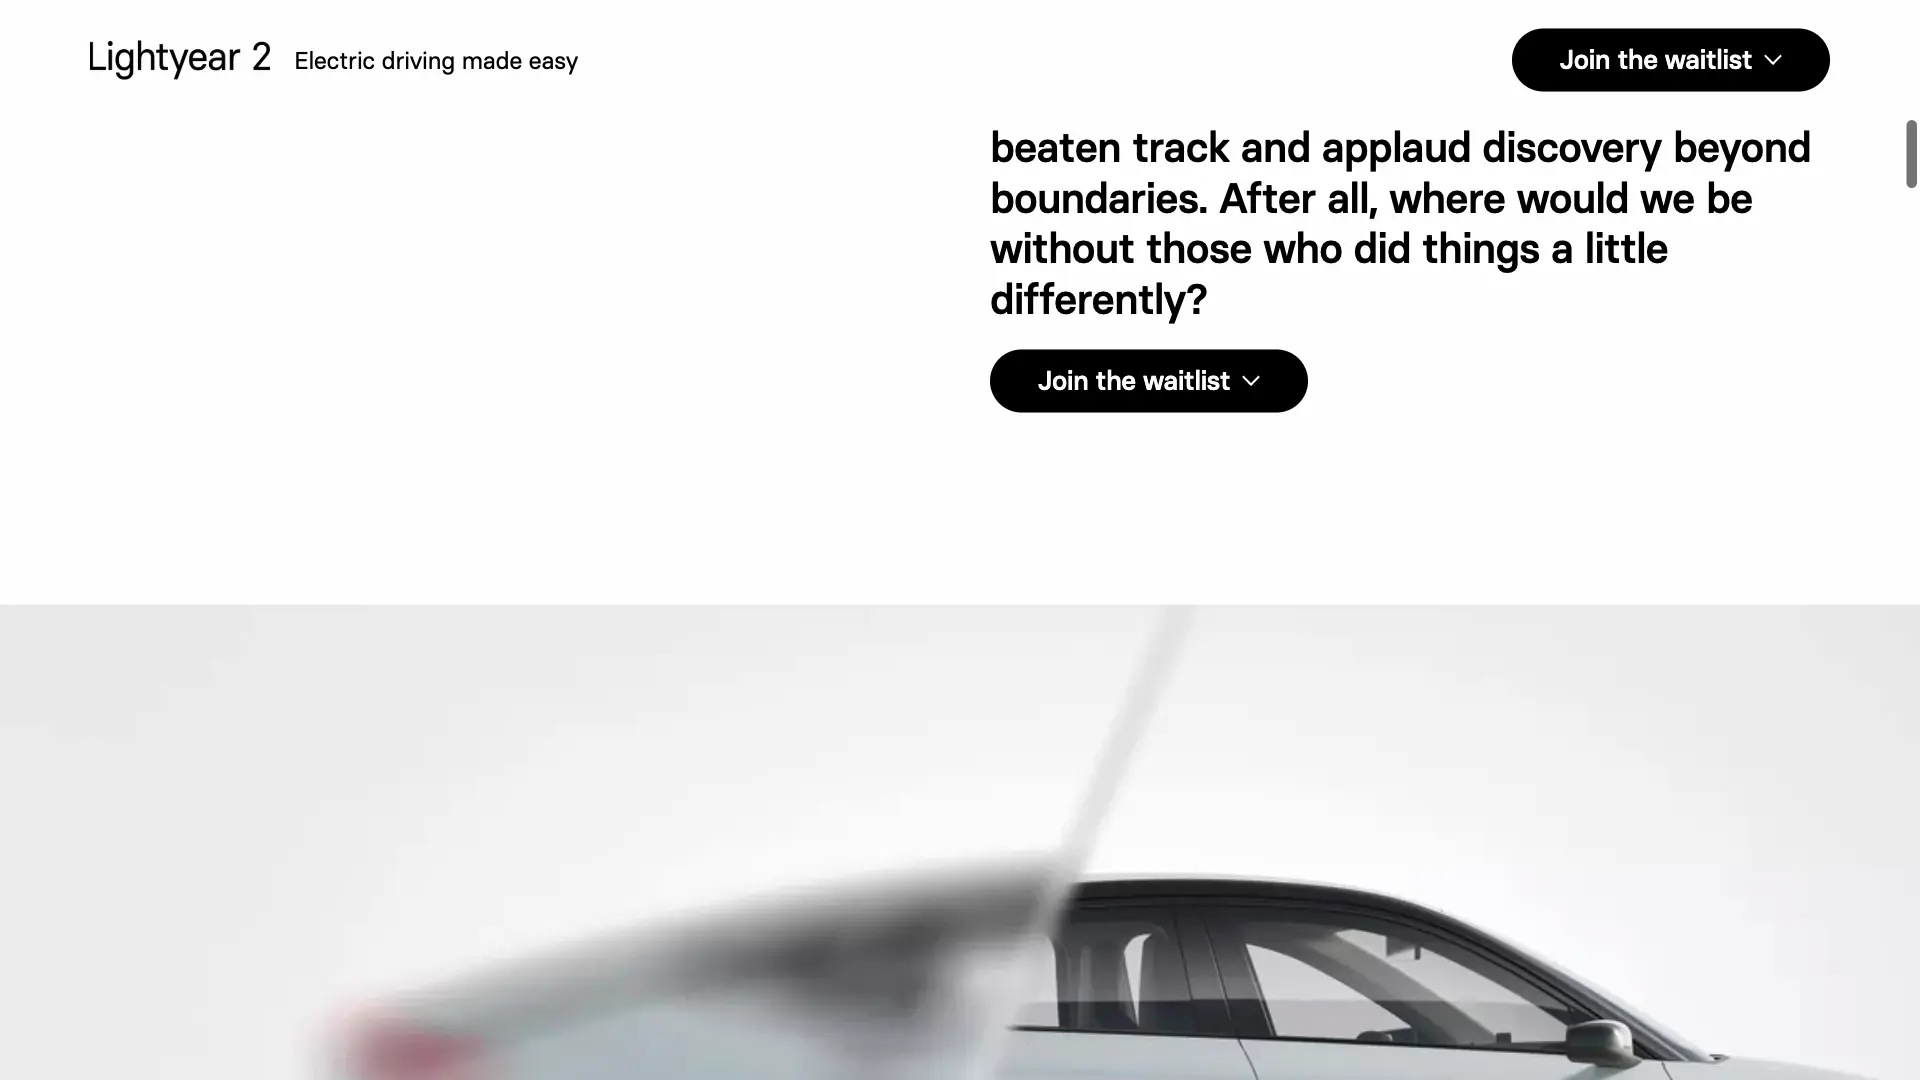 Lightyear 2 Electric driving made easy
Join the waitlist
beaten track and applaud discovery beyond
boundaries. After all, where would we be
without those who did things a little
differently?
Join the waitlist